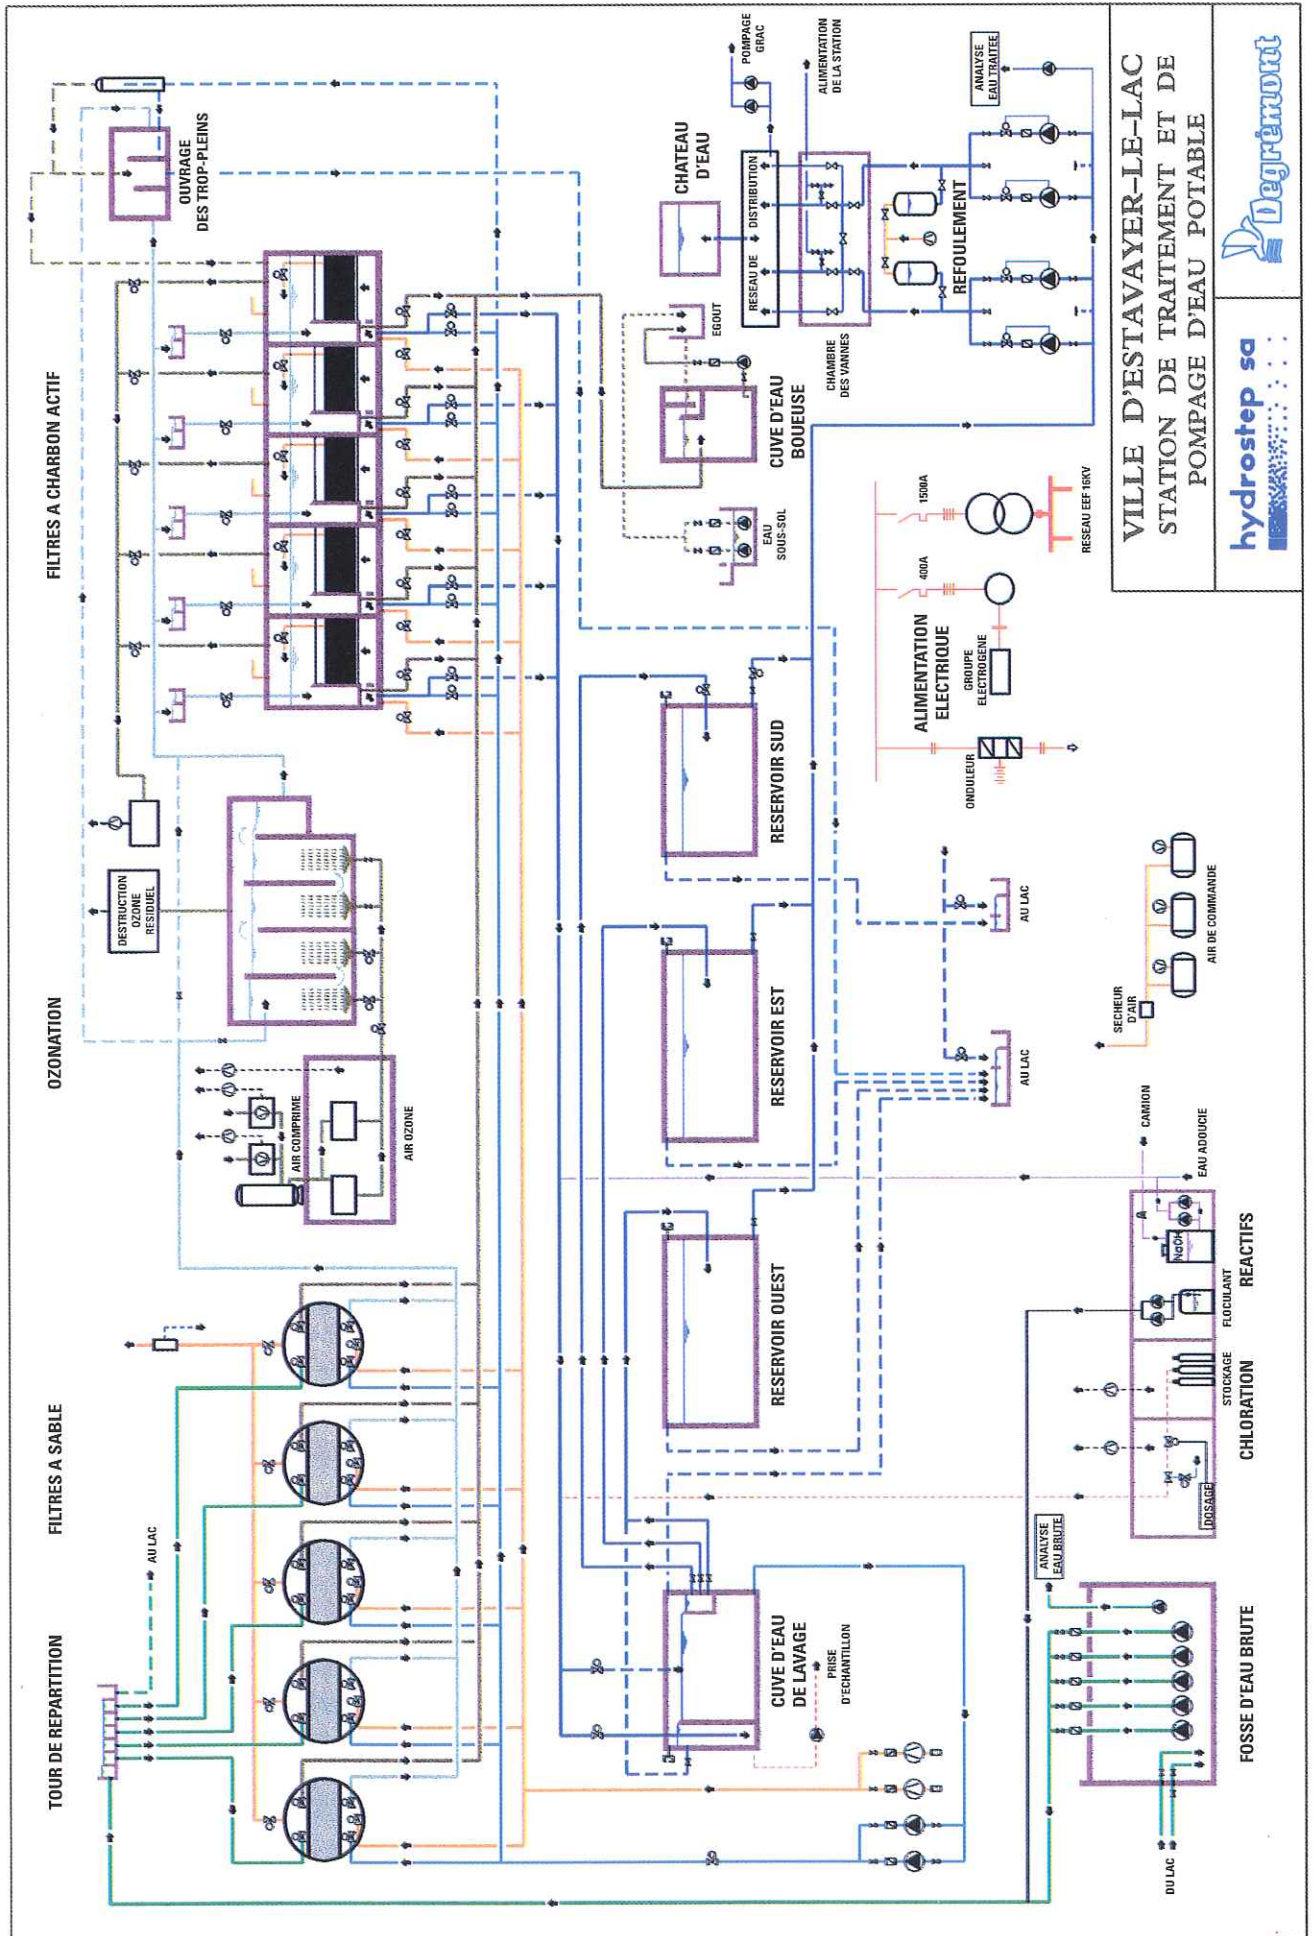 TOUR DE REPARTITION
FILTRES A SABLE
OZONATION
FILTRES A CHARBON ACTIF
AU LAC
AIR COMPRIME
AIR OZONE
DESTRUCTION
OZONE
RESIDUEL
OUVRAGE
DES TROP-PLEINS
CUVE D'EAU
DE LAVAGE
PRISE
D'ECHANTILLON
RESERVOIR OUEST
RESERVOIR EST
RESERVOIR SUD
EAU
SOUS-SOL
CUVE D'EAU
BOUEUSE
EGOUT
CHATEAU
D'EAU
RESEAU DE DISTRIBUTION
POMPAGE
GRAC
ALIMENTATION
DE LA STATION
CHAMBRE
DES VANNES
REFOULEMENT
ANALYSE
EAU TRAITEE
AU LAC
AU LAC
ALIMENTATION
ELECTRIQUE
ONDULEUR
GROUPE
ELECTROGENE
400A
1500A
RESEAU EEF 16KV
SECHEUR
D'AIR
AIR DE COMMANDE
DU LAC
FOSSE D'EAU BRUTE
ANALYSE
EAU BRUTE
DOSAGE
CHLORATION
STOCKAGE
FLOCULANT
REACTIFS
NaOH
EAU ADOUCIE
CAMION
VILLE D'ESTAVAYER-LE-LAC
STATION DE TRAITEMENT ET DE
POMPAGE D'EAU POTABLE
hydrostep sa
Degrémont